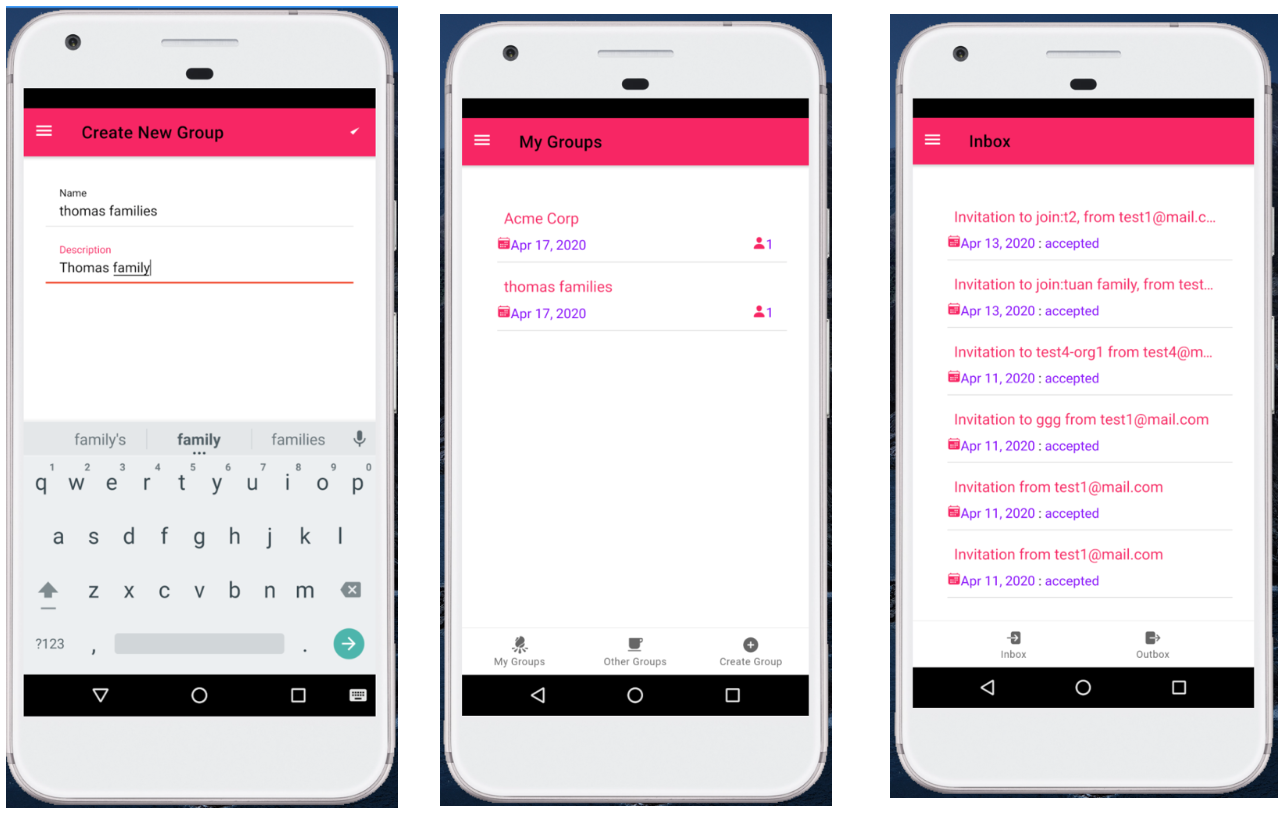 Create New Group
Name
thomas families
Description
Thomas family
family's family families
1 2 3 4 5 6 7 8 9 0
q w e r t y u i o p
a s d f g h j k l
z x c v b n m
?123 , .
My Groups
Acme Corp
Apr 17, 2020 1
thomas families
Apr 17, 2020 1
My Groups Other Groups Create Group
Inbox
Invitation to join:t2, from test1@mail.c...
Apr 13, 2020 : accepted
Invitation to join:tuan family, from test...
Apr 13, 2020 : accepted
Invitation to test4-org1 from test4@m...
Apr 11, 2020 : accepted
Invitation to ggg from test1@mail.com
Apr 11, 2020 : accepted
Invitation from test1@mail.com
Apr 11, 2020 : accepted
Invitation from test1@mail.com
Apr 11, 2020 : accepted
Inbox Outbox